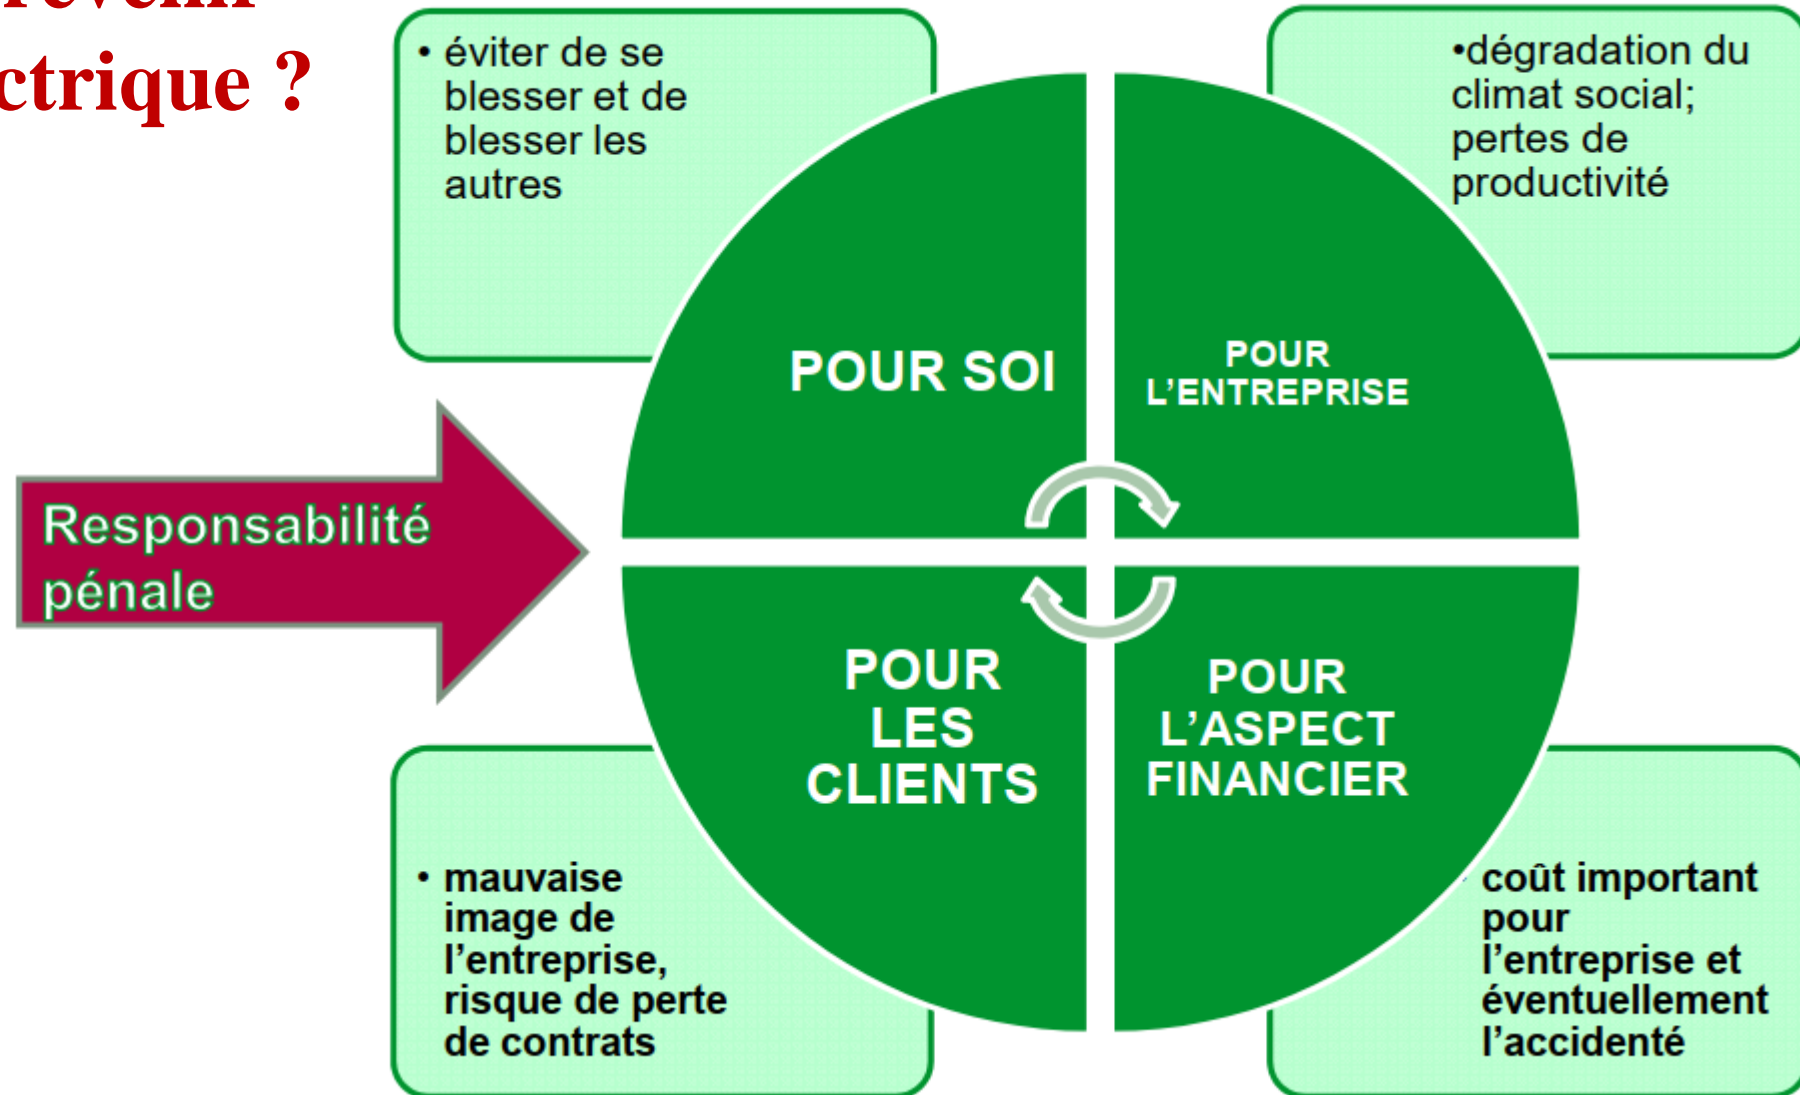 • éviter de se
blesser et de
blesser les
autres
•dégradation du
climat social;
pertes de
productivité
POUR SOI
POUR
L’ENTREPRISE
Responsabilité
pénale
POUR
LES
CLIENTS
POUR
L’ASPECT
FINANCIER
• mauvaise
image de
l’entreprise,
risque de perte
de contrats
coût important
pour
l’entreprise et
éventuellement
l’accidenté